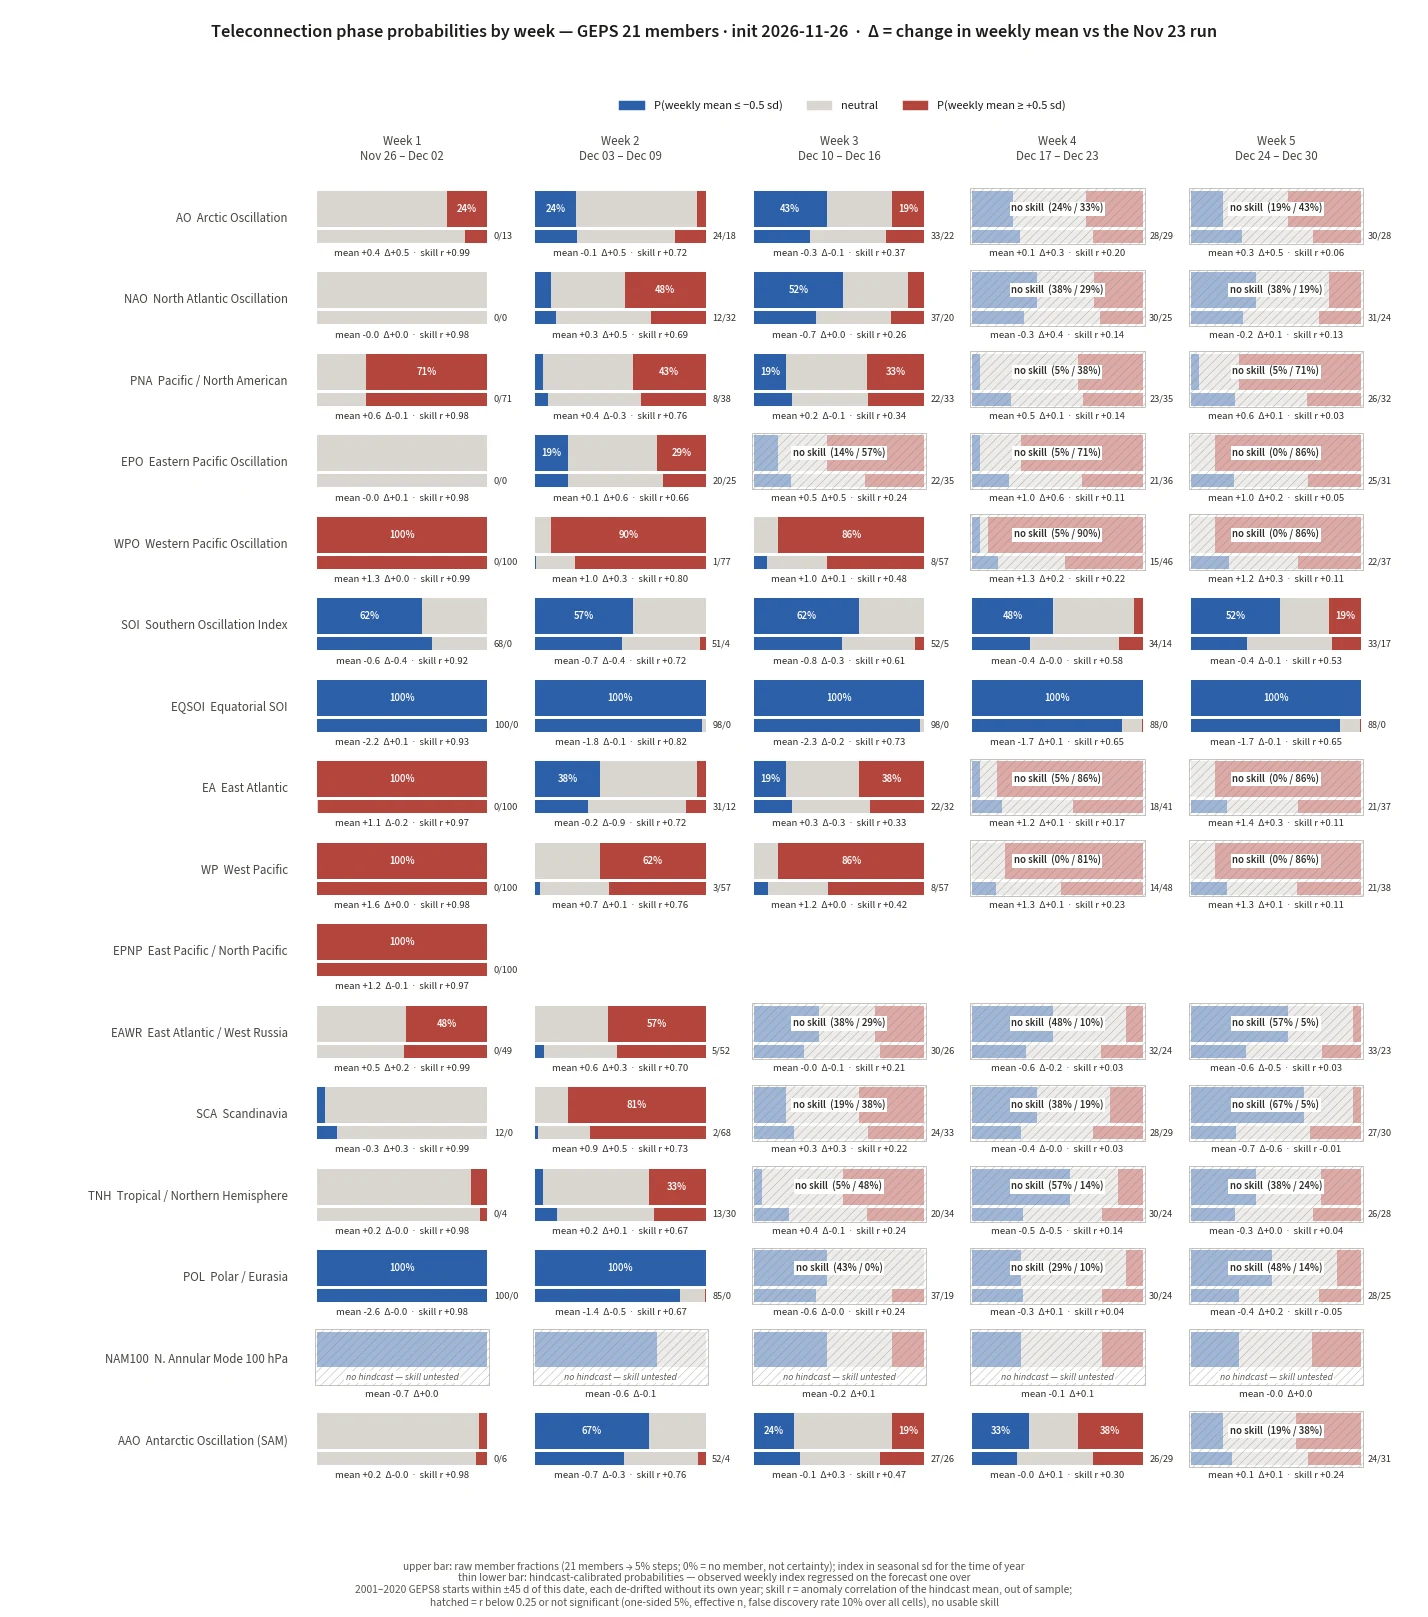 Teleconnection phase probabilities by week — GEPS 21 members · init 2026-11-26 · Δ = change in weekly mean vs the Nov 23 run
P(weekly mean ≤ −0.5 sd) neutral P(weekly mean ≥ +0.5 sd)
Week 1 Week 2 Week 3 Week 4 Week 5
Nov 26 – Dec 02 Dec 03 – Dec 09 Dec 10 – Dec 16 Dec 17 – Dec 23 Dec 24 – Dec 30
AO Arctic Oscillation 24% 24% 43% 19% no skill (24% / 33%) no skill (19% / 43%)
0/13 24/18 33/22 28/29 30/28
mean +0.4 Δ+0.5 · skill r +0.99 mean -0.1 Δ+0.5 · skill r +0.72 mean -0.3 Δ-0.1 · skill r +0.37 mean +0.1 Δ+0.3 · skill r +0.20 mean +0.3 Δ+0.5 · skill r +0.06
NAO North Atlantic Oscillation 48% 52% no skill (38% / 29%) no skill (38% / 19%)
0/0 12/32 37/20 30/25 31/24
mean -0.0 Δ+0.0 · skill r +0.98 mean +0.3 Δ+0.5 · skill r +0.69 mean -0.7 Δ+0.0 · skill r +0.26 mean -0.3 Δ+0.4 · skill r +0.14 mean -0.2 Δ+0.1 · skill r +0.13
PNA Pacific / North American 71% 43% 19% 33% no skill (5% / 38%) no skill (5% / 71%)
0/71 8/38 22/33 23/35 26/32
mean +0.6 Δ-0.1 · skill r +0.98 mean +0.4 Δ-0.3 · skill r +0.76 mean +0.2 Δ-0.1 · skill r +0.34 mean +0.5 Δ+0.1 · skill r +0.14 mean +0.6 Δ+0.1 · skill r +0.03
EPO Eastern Pacific Oscillation 19% 29% no skill (14% / 57%) no skill (5% / 71%) no skill (0% / 86%)
0/0 20/25 22/35 21/36 25/31
mean -0.0 Δ+0.1 · skill r +0.98 mean +0.1 Δ+0.6 · skill r +0.66 mean +0.5 Δ+0.5 · skill r +0.24 mean +1.0 Δ+0.6 · skill r +0.11 mean +1.0 Δ+0.2 · skill r +0.05
WPO Western Pacific Oscillation 100% 90% 86% no skill (5% / 90%) no skill (0% / 86%)
0/100 1/77 8/57 15/46 22/37
mean +1.3 Δ+0.0 · skill r +0.99 mean +1.0 Δ+0.3 · skill r +0.80 mean +1.0 Δ+0.1 · skill r +0.48 mean +1.3 Δ+0.2 · skill r +0.22 mean +1.2 Δ+0.3 · skill r +0.11
SOI Southern Oscillation Index 62% 57% 62% 48% 52% 19%
68/0 51/4 52/5 34/14 33/17
mean -0.6 Δ-0.4 · skill r +0.92 mean -0.7 Δ-0.4 · skill r +0.72 mean -0.8 Δ-0.3 · skill r +0.61 mean -0.4 Δ-0.0 · skill r +0.58 mean -0.4 Δ-0.1 · skill r +0.53
EQSOI Equatorial SOI 100% 100% 100% 100% 100%
100/0 98/0 98/0 88/0 88/0
mean -2.2 Δ+0.1 · skill r +0.93 mean -1.8 Δ-0.1 · skill r +0.82 mean -2.3 Δ-0.2 · skill r +0.73 mean -1.7 Δ+0.1 · skill r +0.65 mean -1.7 Δ-0.1 · skill r +0.65
EA East Atlantic 100% 38% 19% 38% no skill (5% / 86%) no skill (0% / 86%)
0/100 31/12 22/32 18/41 21/37
mean +1.1 Δ-0.2 · skill r +0.97 mean -0.2 Δ-0.9 · skill r +0.72 mean +0.3 Δ-0.3 · skill r +0.33 mean +1.2 Δ+0.1 · skill r +0.17 mean +1.4 Δ+0.3 · skill r +0.11
WP West Pacific 100% 62% 86% no skill (0% / 81%) no skill (0% / 86%)
0/100 3/57 8/57 14/48 21/38
mean +1.6 Δ+0.0 · skill r +0.98 mean +0.7 Δ+0.1 · skill r +0.76 mean +1.2 Δ+0.0 · skill r +0.42 mean +1.3 Δ+0.1 · skill r +0.23 mean +1.3 Δ+0.1 · skill r +0.11
EPNP East Pacific / North Pacific 100%
0/100
mean +1.2 Δ-0.1 · skill r +0.97
EAWR East Atlantic / West Russia 48% 57% no skill (38% / 29%) no skill (48% / 10%) no skill (57% / 5%)
0/49 5/52 30/26 32/24 33/23
mean +0.5 Δ+0.2 · skill r +0.99 mean +0.6 Δ+0.3 · skill r +0.70 mean -0.0 Δ-0.1 · skill r +0.21 mean -0.6 Δ-0.2 · skill r +0.03 mean -0.6 Δ-0.5 · skill r +0.03
SCA Scandinavia 81% no skill (19% / 38%) no skill (38% / 19%) no skill (67% / 5%)
12/0 2/68 24/33 28/29 27/30
mean -0.3 Δ+0.3 · skill r +0.99 mean +0.9 Δ+0.5 · skill r +0.73 mean +0.3 Δ+0.3 · skill r +0.22 mean -0.4 Δ-0.0 · skill r +0.03 mean -0.7 Δ-0.6 · skill r -0.01
TNH Tropical / Northern Hemisphere 33% no skill (5% / 48%) no skill (57% / 14%) no skill (38% / 24%)
0/4 13/30 20/34 30/24 26/28
mean +0.2 Δ-0.0 · skill r +0.98 mean +0.2 Δ+0.1 · skill r +0.67 mean +0.4 Δ-0.1 · skill r +0.24 mean -0.5 Δ-0.5 · skill r +0.14 mean -0.3 Δ+0.0 · skill r +0.04
POL Polar / Eurasia 100% 100% no skill (43% / 0%) no skill (29% / 10%) no skill (48% / 14%)
100/0 85/0 37/19 30/24 28/25
mean -2.6 Δ-0.0 · skill r +0.98 mean -1.4 Δ-0.5 · skill r +0.67 mean -0.6 Δ-0.0 · skill r +0.24 mean -0.3 Δ+0.1 · skill r +0.04 mean -0.4 Δ+0.2 · skill r -0.05
NAM100 N. Annular Mode 100 hPa
no hindcast — skill untested no hindcast — skill untested no hindcast — skill untested no hindcast — skill untested no hindcast — skill untested
mean -0.7 Δ+0.0 mean -0.6 Δ-0.1 mean -0.2 Δ+0.1 mean -0.1 Δ+0.1 mean -0.0 Δ+0.0
AAO Antarctic Oscillation (SAM) 67% 24% 19% 33% 38% no skill (19% / 38%)
0/6 52/4 27/26 26/29 24/31
mean +0.2 Δ-0.0 · skill r +0.98 mean -0.7 Δ-0.3 · skill r +0.76 mean -0.1 Δ+0.3 · skill r +0.47 mean -0.0 Δ+0.1 · skill r +0.30 mean +0.1 Δ+0.1 · skill r +0.24
upper bar: raw member fractions (21 members → 5% steps; 0% = no member, not certainty); index in seasonal sd for the time of year
thin lower bar: hindcast-calibrated probabilities — observed weekly index regressed on the forecast one over
2001–2020 GEPS8 starts within ±45 d of this date, each de-drifted without its own year; skill r = anomaly correlation of the hindcast mean, out of sample;
hatched = r below 0.25 or not significant (one-sided 5%, effective n, false discovery rate 10% over all cells), no usable skill